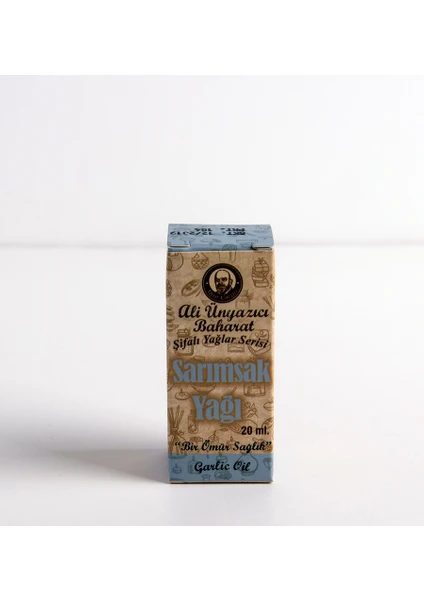 Ali Ünyazıcı
Baharat
Şifalı Yağlar Serisi
Sarımsak
Yağı
20 ml.
"Bir Ömür Sağlık"
Garlic Oil